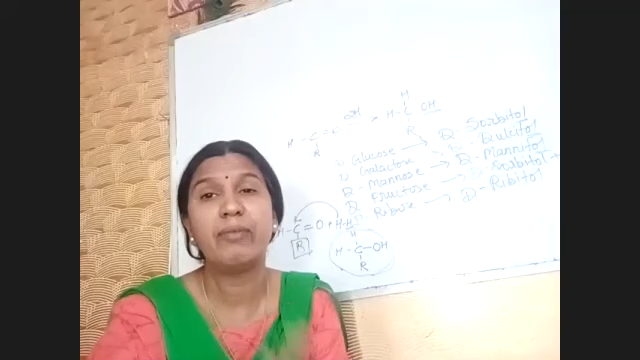 H
H-C=O → H-C-OH
R R
D-Glucose → D-Sorbitol
D-Galactose → D-Dulcitol
D-Mannose → D-Mannitol
D-Fructose → D-Sorbitol +
D-Ribose → D-Ribitol
H-C=O + H-H
R
H
H-C-OH
R